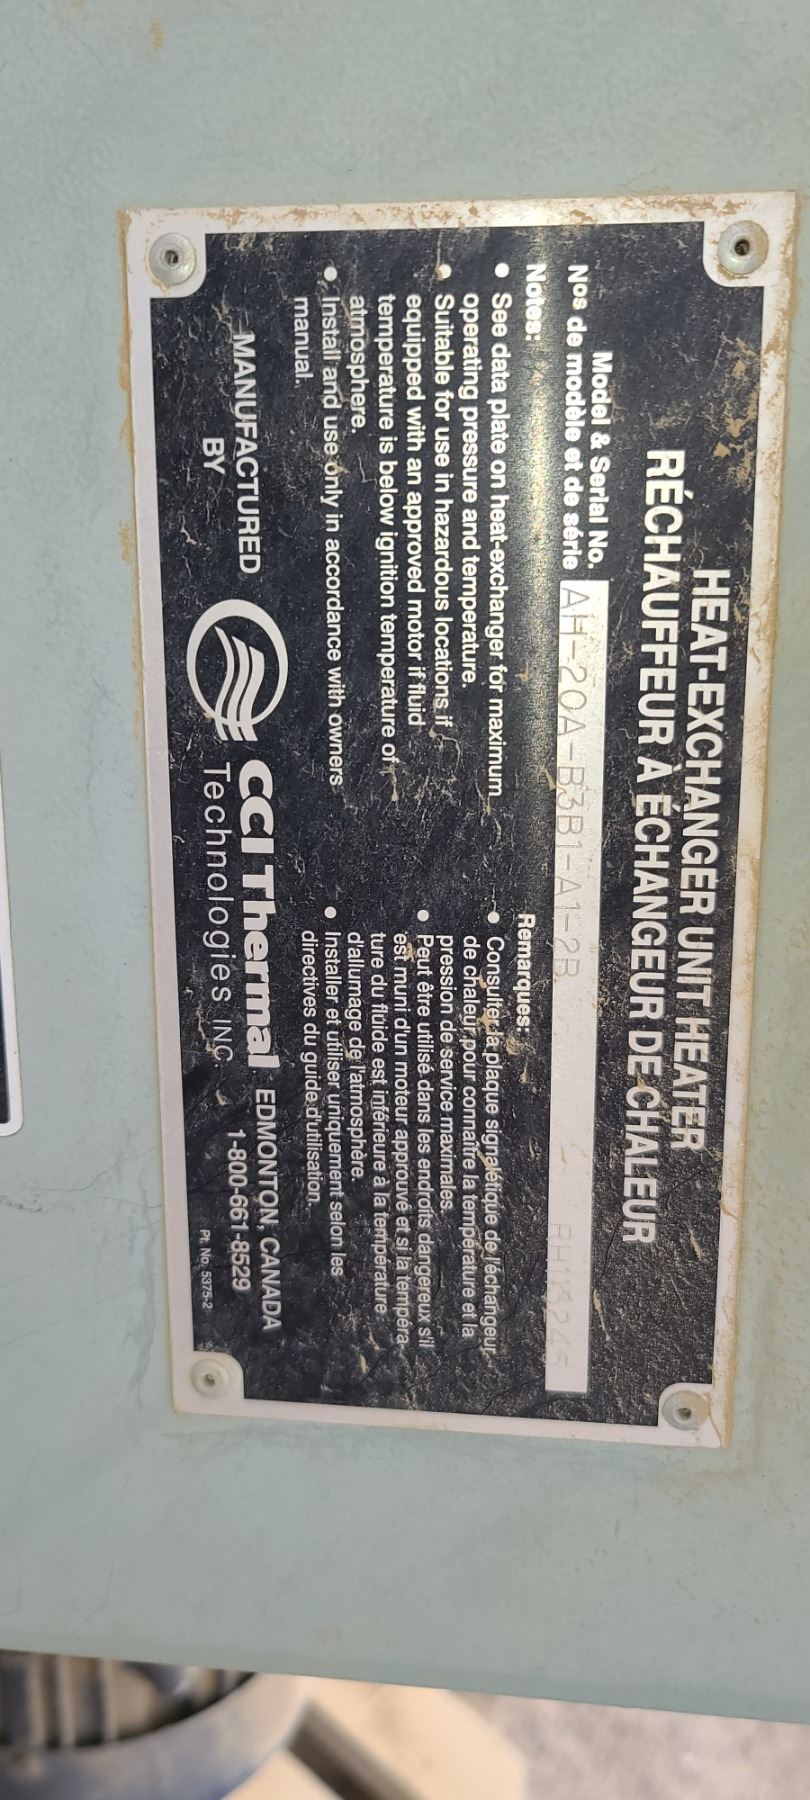 HEAT-EXCHANGER UNIT HEATER
RÉCHAUFFEUR À ÉCHANGEUR DE CHALEUR
Model & Serial No.
Nos de modèle et de série
AH-20A-B3B1-A1-2B
Notes:
• See data plate on heat-exchanger for maximum
operating pressure and temperature.
• Suitable for use in hazardous locations if
equipped with an approved motor if fluid
temperature is below ignition temperature of
atmosphere.
• Install and use only in accordance with owners
manual.
Remarques:
• Consulter la plaque signalétique de l'échangeur
de chaleur pour connaître la température et la
pression de service maximales.
• Peut être utilisé dans les endroits dangereux s'il
est muni d'un moteur approuvé et si la tempéra-
ture du fluide est inférieure à la température
d'allumage de l'atmosphère.
• Installer et utiliser uniquement selon les
directives du guide d'utilisation.
MANUFACTURED
BY
CCI Thermal
Technologies INC.
EDMONTON, CANADA
1-800-661-8529
Pt. No. 5375-2